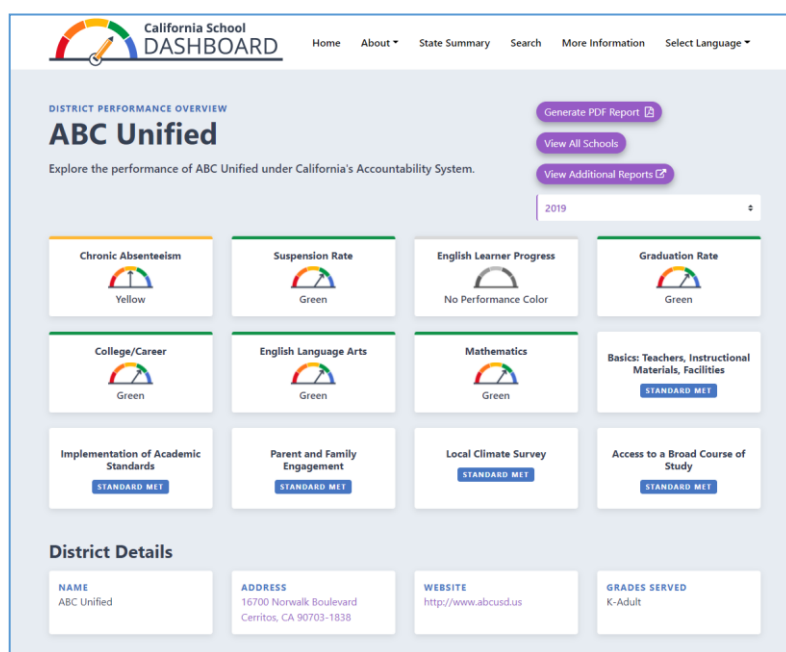 California School
DASHBOARD
Home
About
State Summary
Search
More Information
Select Language
DISTRICT PERFORMANCE OVERVIEW
ABC Unified
Explore the performance of ABC Unified under California's Accountability System.
Generate PDF Report
View All Schools
View Additional Reports
2019
Chronic Absenteeism
Yellow
Suspension Rate
Green
English Learner Progress
No Performance Color
Graduation Rate
Green
College/Career
Green
English Language Arts
Green
Mathematics
Green
Basics: Teachers, Instructional
Materials, Facilities
STANDARD MET
Implementation of Academic
Standards
STANDARD MET
Parent and Family
Engagement
STANDARD MET
Local Climate Survey
STANDARD MET
Access to a Broad Course of
Study
STANDARD MET
District Details
NAME
ABC Unified
ADDRESS
16700 Norwalk Boulevard
Cerritos, CA 90703-1838
WEBSITE
http://www.abcusd.us
GRADES SERVED
K-Adult